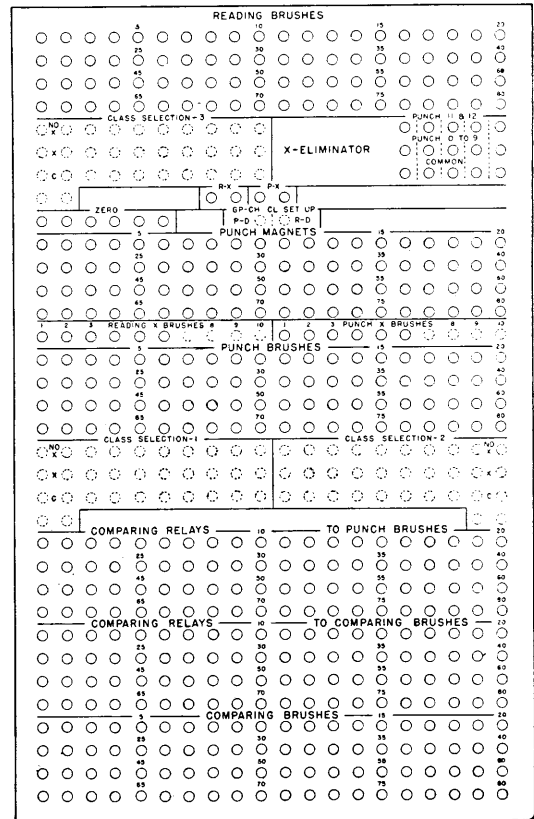 READING BRUSHES
5 10 15 20
25 30 35 40
45 50 55 60
65 70 75 80
CLASS SELECTION-3 PUNCH 11 & 12
NO
X
X PUNCH 0 TO 9
X-ELIMINATOR
COMMON
C
R-X P-X
ZERO GP-CH CL SET UP
P-D R-D
5 PUNCH MAGNETS 15 20
25 30 35 40
45 50 55 60
65 70 75 80
1 2 3 READING X BRUSHES 8 9 10 1 2 3 PUNCH X BRUSHES 8 9 10
5 PUNCH BRUSHES 15 20
25 30 35 40
45 50 55 60
65 70 75 80
NO CLASS SELECTION-1 CLASS SELECTION-2 NO
X X
X X
C C
COMPARING RELAYS 10 TO PUNCH BRUSHES 20
25 30 35 40
45 50 55 60
65 70 75 80
COMPARING RELAYS 10 TO COMPARING BRUSHES 20
25 30 35 40
45 50 55 60
65 70 75 80
5 COMPARING BRUSHES 15 20
25 30 35 40
45 50 55 60
65 70 75 80